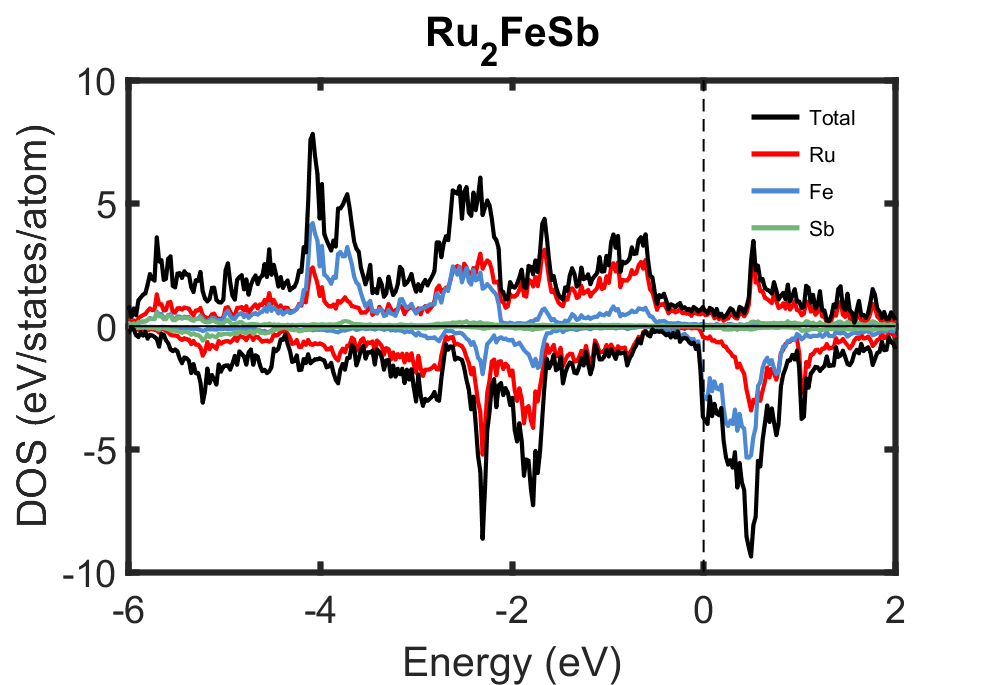 Ru₂FeSb
10
5
0
-5
-10
DOS (eV/states/atom)
Total
Ru
Fe
Sb
-6 -4 -2 0 2
Energy (eV)